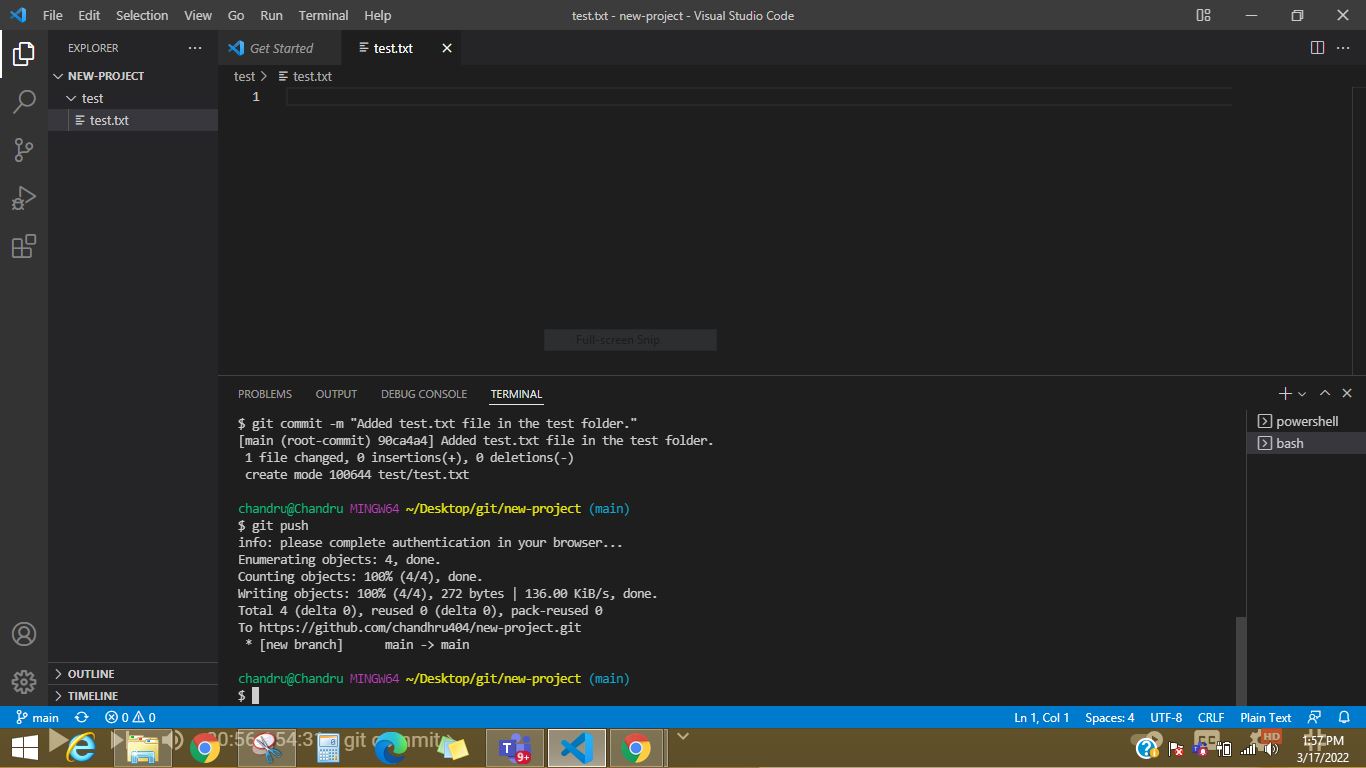 File Edit Selection View Go Run Terminal Help test.txt - new-project - Visual Studio Code
EXPLORER
NEW-PROJECT
test
test.txt
OUTLINE
TIMELINE
Get Started test.txt
test > test.txt
1
Full-screen Snip
PROBLEMS OUTPUT DEBUG CONSOLE TERMINAL
$ git commit -m "Added test.txt file in the test folder."
[main (root-commit) 90ca4a4] Added test.txt file in the test folder.
1 file changed, 0 insertions(+), 0 deletions(-)
create mode 100644 test/test.txt
chandru@Chandru MINGW64 ~/Desktop/git/new-project (main)
$ git push
info: please complete authentication in your browser...
Enumerating objects: 4, done.
Counting objects: 100% (4/4), done.
Writing objects: 100% (4/4), 272 bytes | 136.00 KiB/s, done.
Total 4 (delta 0), reused 0 (delta 0), pack-reused 0
To https://github.com/chandhru404/new-project.git
* [new branch] main -> main
chandru@Chandru MINGW64 ~/Desktop/git/new-project (main)
$
powershell
bash
main 0 0 Ln 1, Col 1 Spaces: 4 UTF-8 CRLF Plain Text
git commit
9+
HD
1:57 PM
3/17/2022